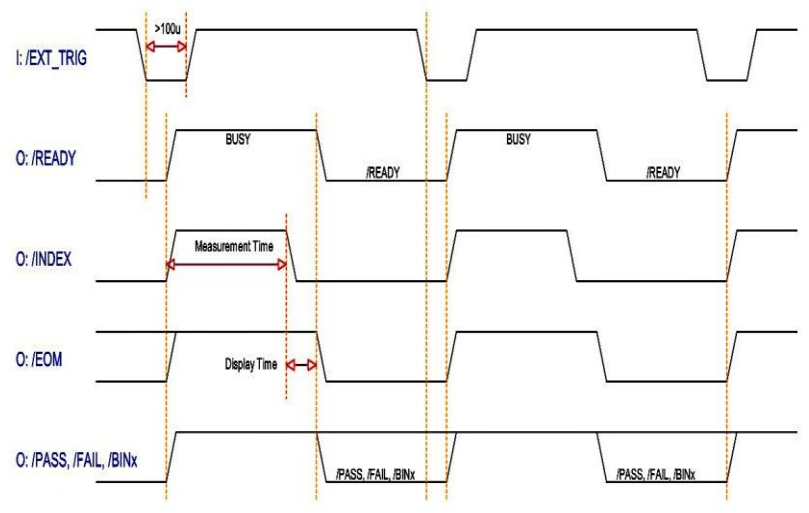 >100u
I: /EXT_TRIG
BUSY
BUSY
O: /READY
/READY
/READY
Measurement Time
O: /INDEX
O: /EOM
Display Time
O: /PASS, /FAIL, /BINx
/PASS, /FAIL, /BINx
/PASS, /FAIL, /BINx